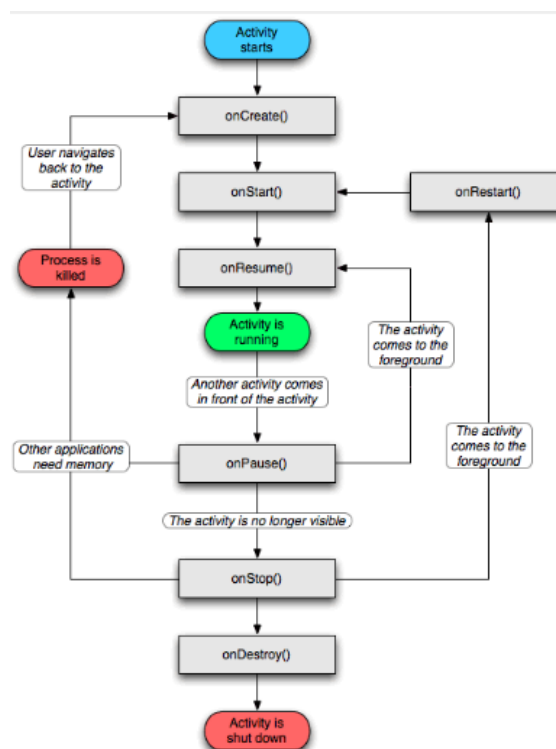 Activity
starts
onCreate()
User navigates
back to the
activity
onStart()
onRestart()
Process is
killed
onResume()
Activity is
running
The activity
comes to the
foreground
Another activity comes
in front of the activity
The activity
comes to the
foreground
Other applications
need memory
onPause()
The activity is no longer visible
onStop()
onDestroy()
Activity is
shut down